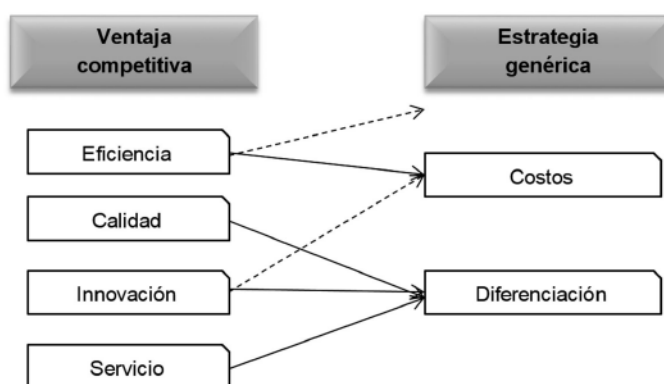 Ventaja
competitiva
Estrategia
genérica
Eficiencia
Costos
Calidad
Innovación
Diferenciación
Servicio